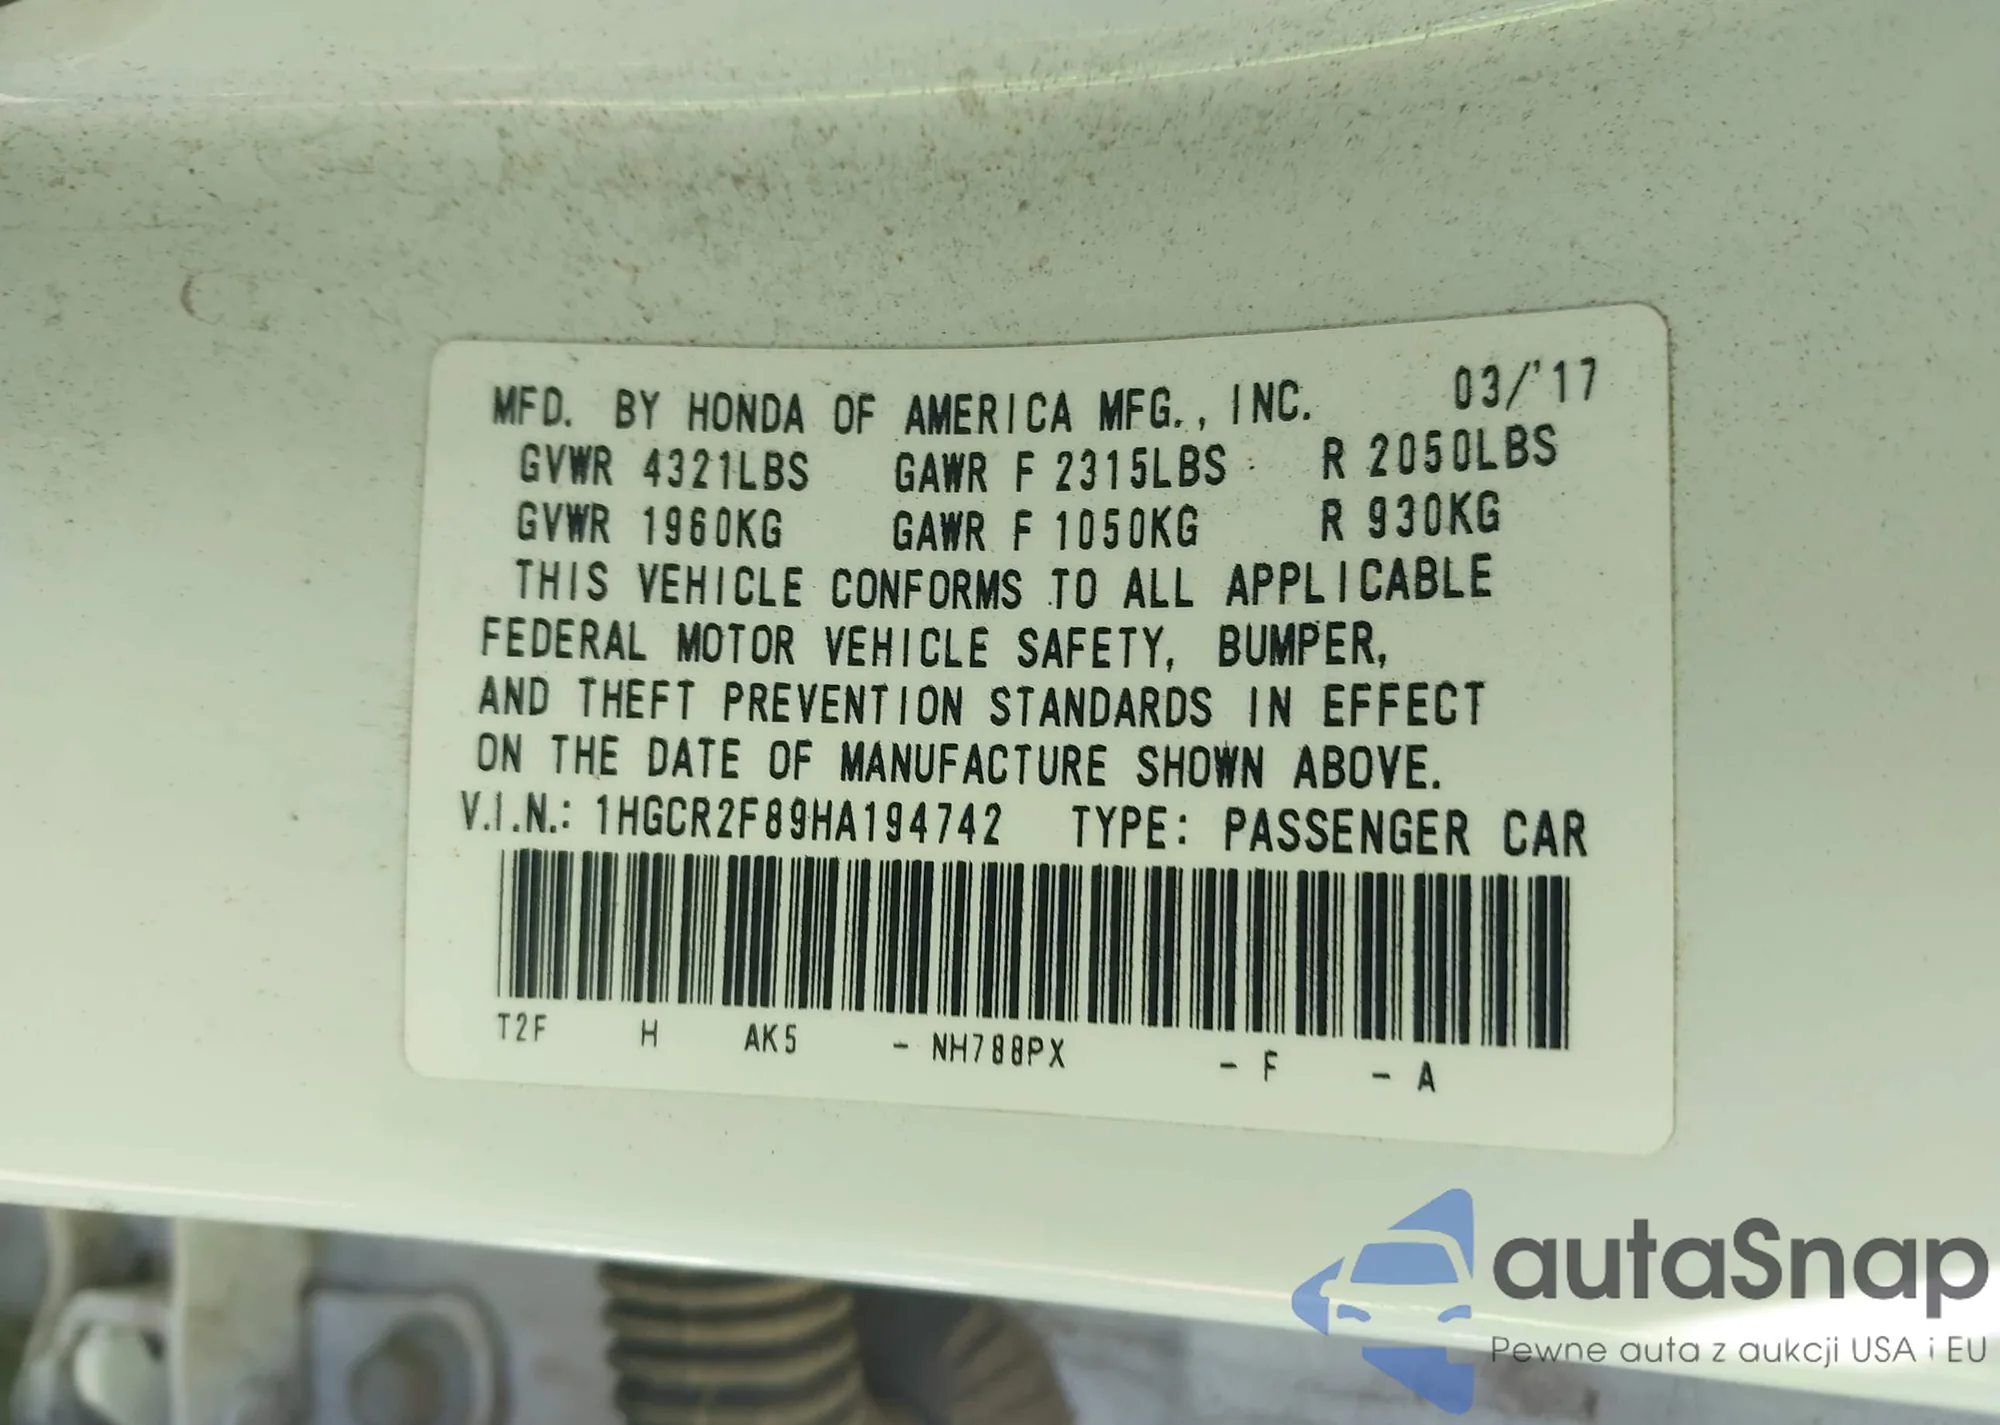 MFD. BY HONDA OF AMERICA MFG., INC. 03/'17
GVWR 4321LBS GAWR F 2315LBS R 2050LBS
GVWR 1960KG GAWR F 1050KG R 930KG
THIS VEHICLE CONFORMS TO ALL APPLICABLE
FEDERAL MOTOR VEHICLE SAFETY, BUMPER,
AND THEFT PREVENTION STANDARDS IN EFFECT
ON THE DATE OF MANUFACTURE SHOWN ABOVE.
V.I.N.: 1HGCR2F89HA194742 TYPE: PASSENGER CAR
T2F H AK5 - NH788PX - F - A
autaSnap
Pewne auta z aukcji USA i EU